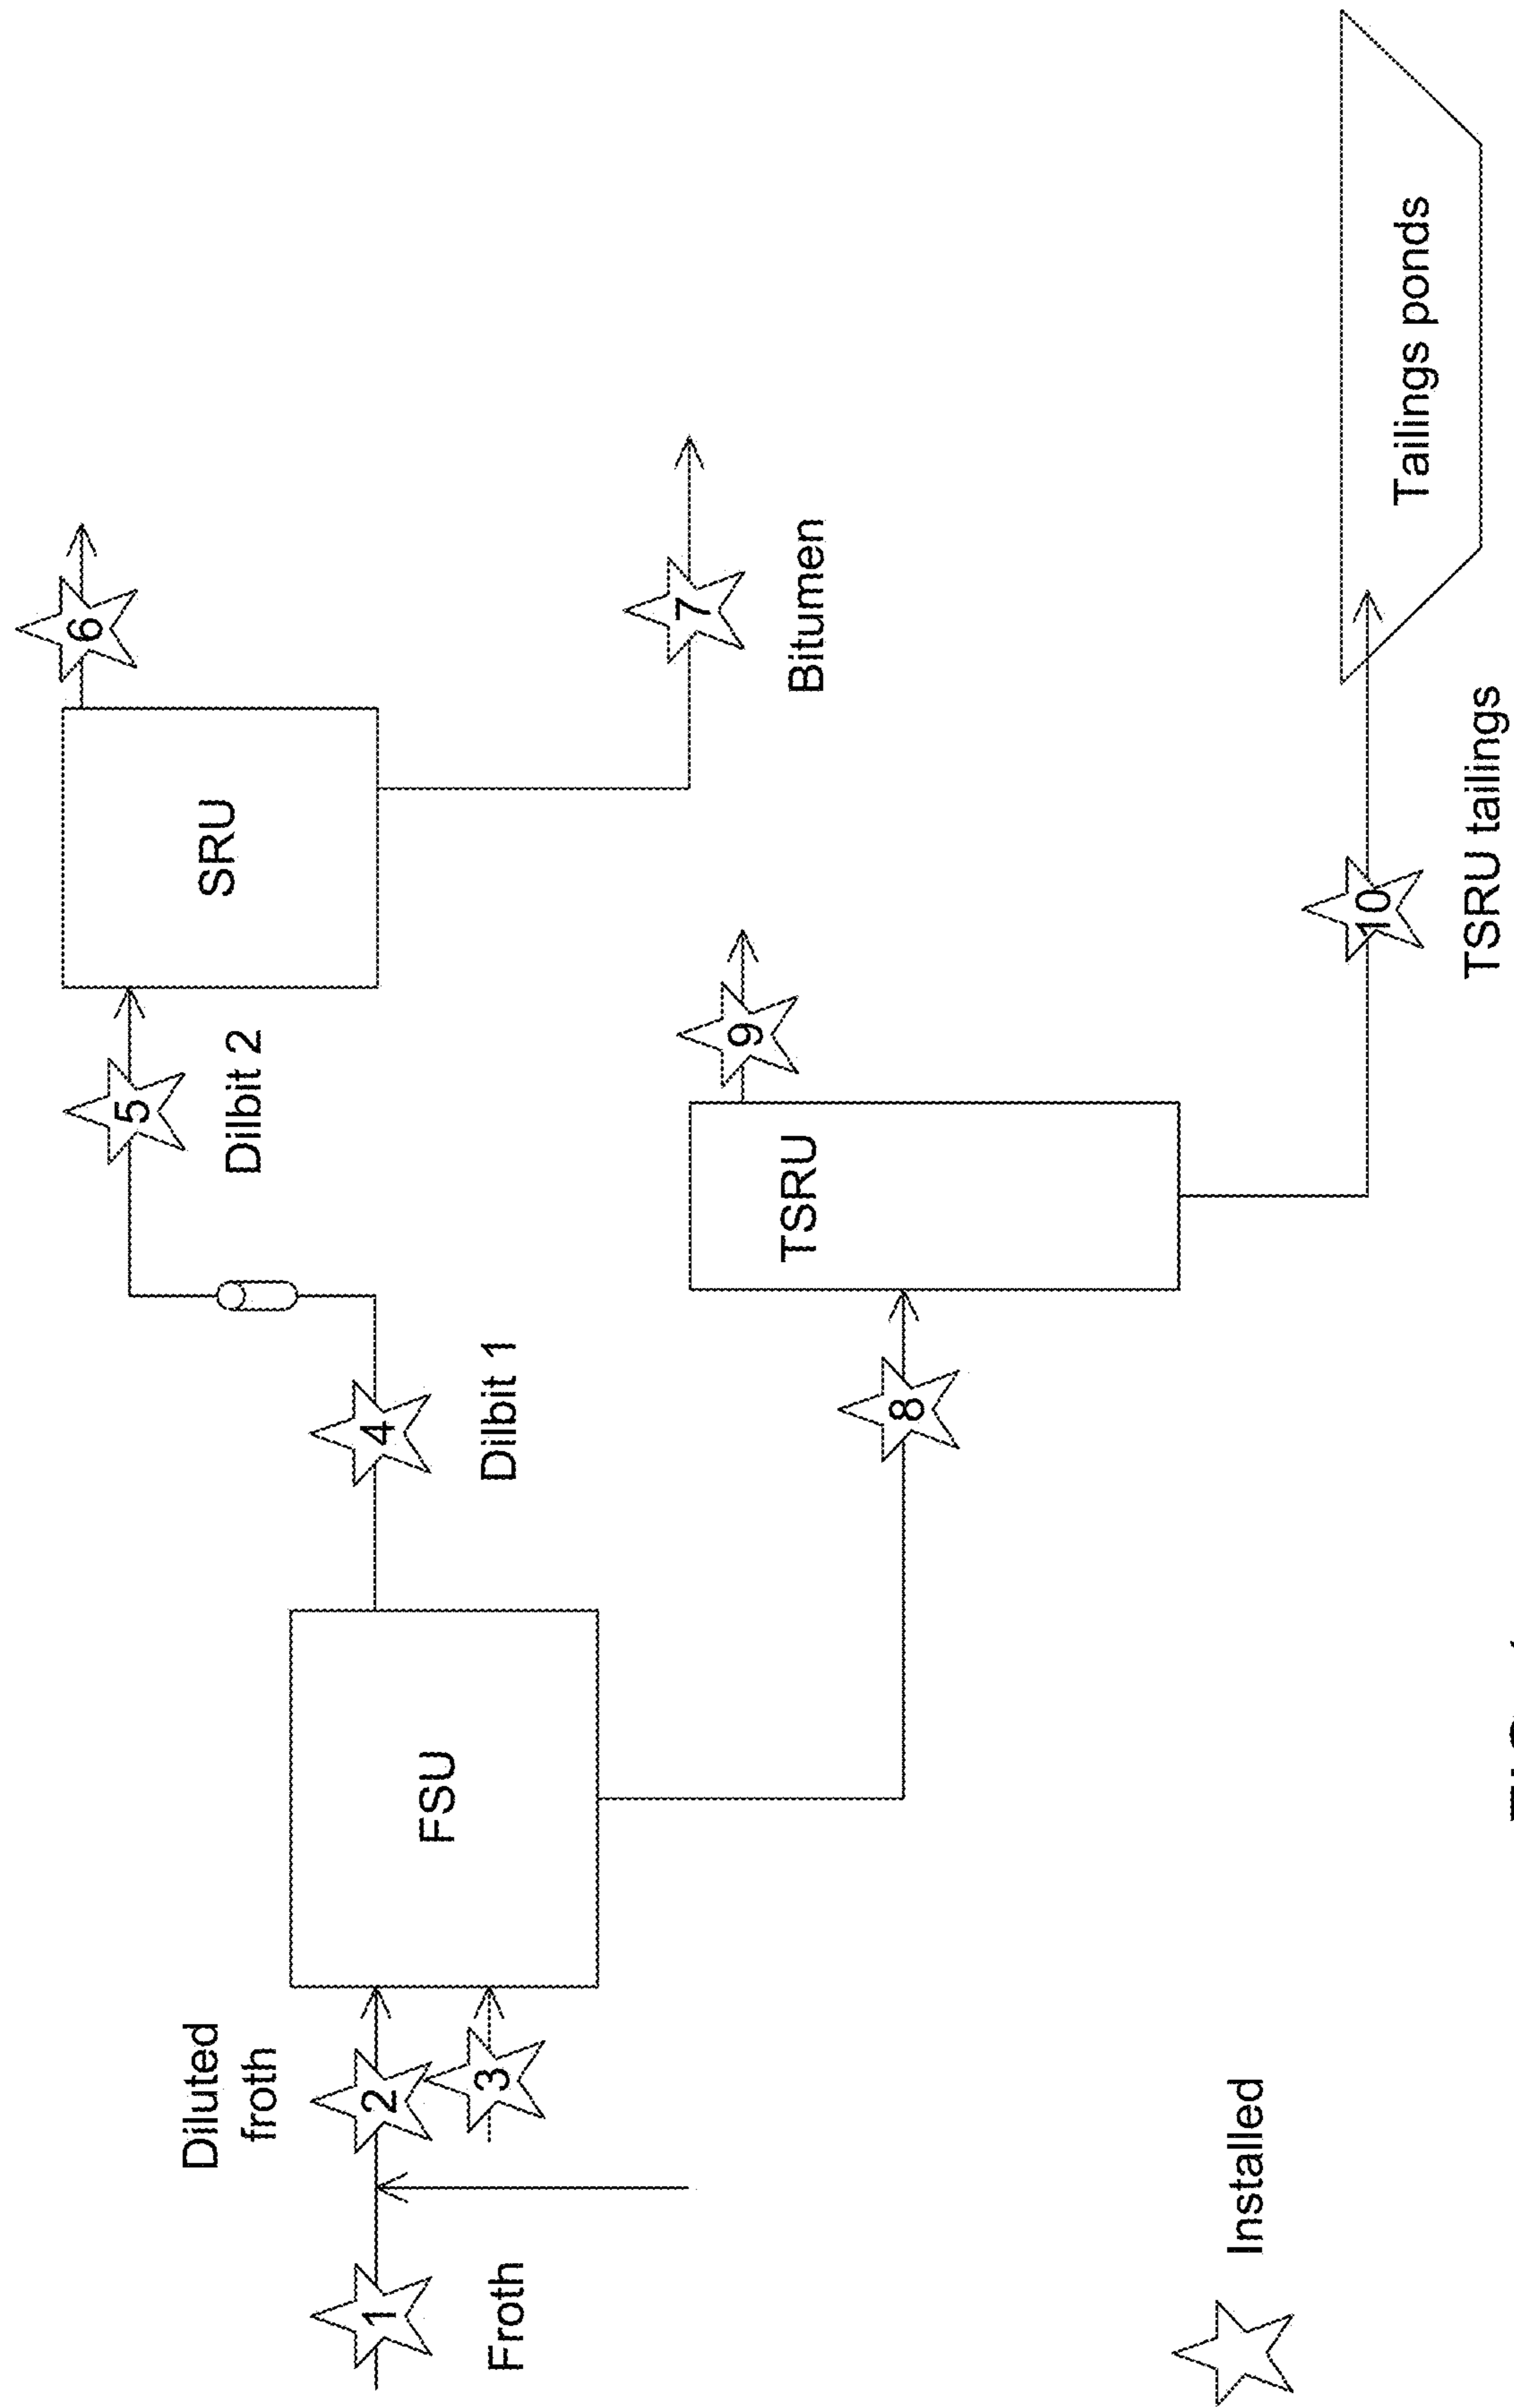 6
SRU
5
Dilbit 2
7
Bitumen
Diluted
froth
1
2
3
Froth
FSU
4
Dilbit 1
9
TSRU
8
10
TSRU tailings
Tailings ponds
Installed